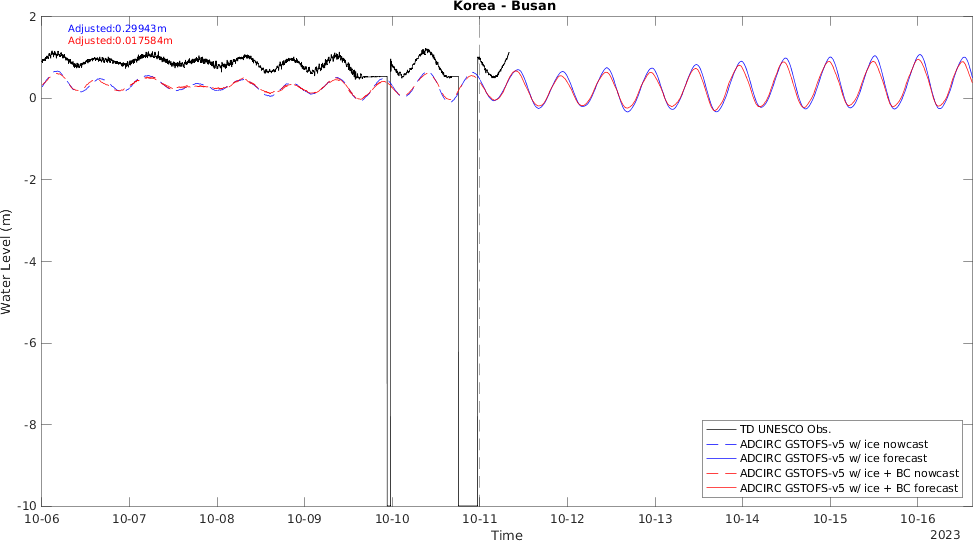 Korea - Busan
Adjusted:0.29943m
Adjusted:0.017584m
2
0
-2
-4
-6
-8
-10
Water Level (m)
TD UNESCO Obs.
ADCIRC GSTOFS-v5 w/ ice nowcast
ADCIRC GSTOFS-v5 w/ ice forecast
ADCIRC GSTOFS-v5 w/ ice + BC nowcast
ADCIRC GSTOFS-v5 w/ ice + BC forecast
10-06 10-07 10-08 10-09 10-10 10-11 10-12 10-13 10-14 10-15 10-16
Time
2023